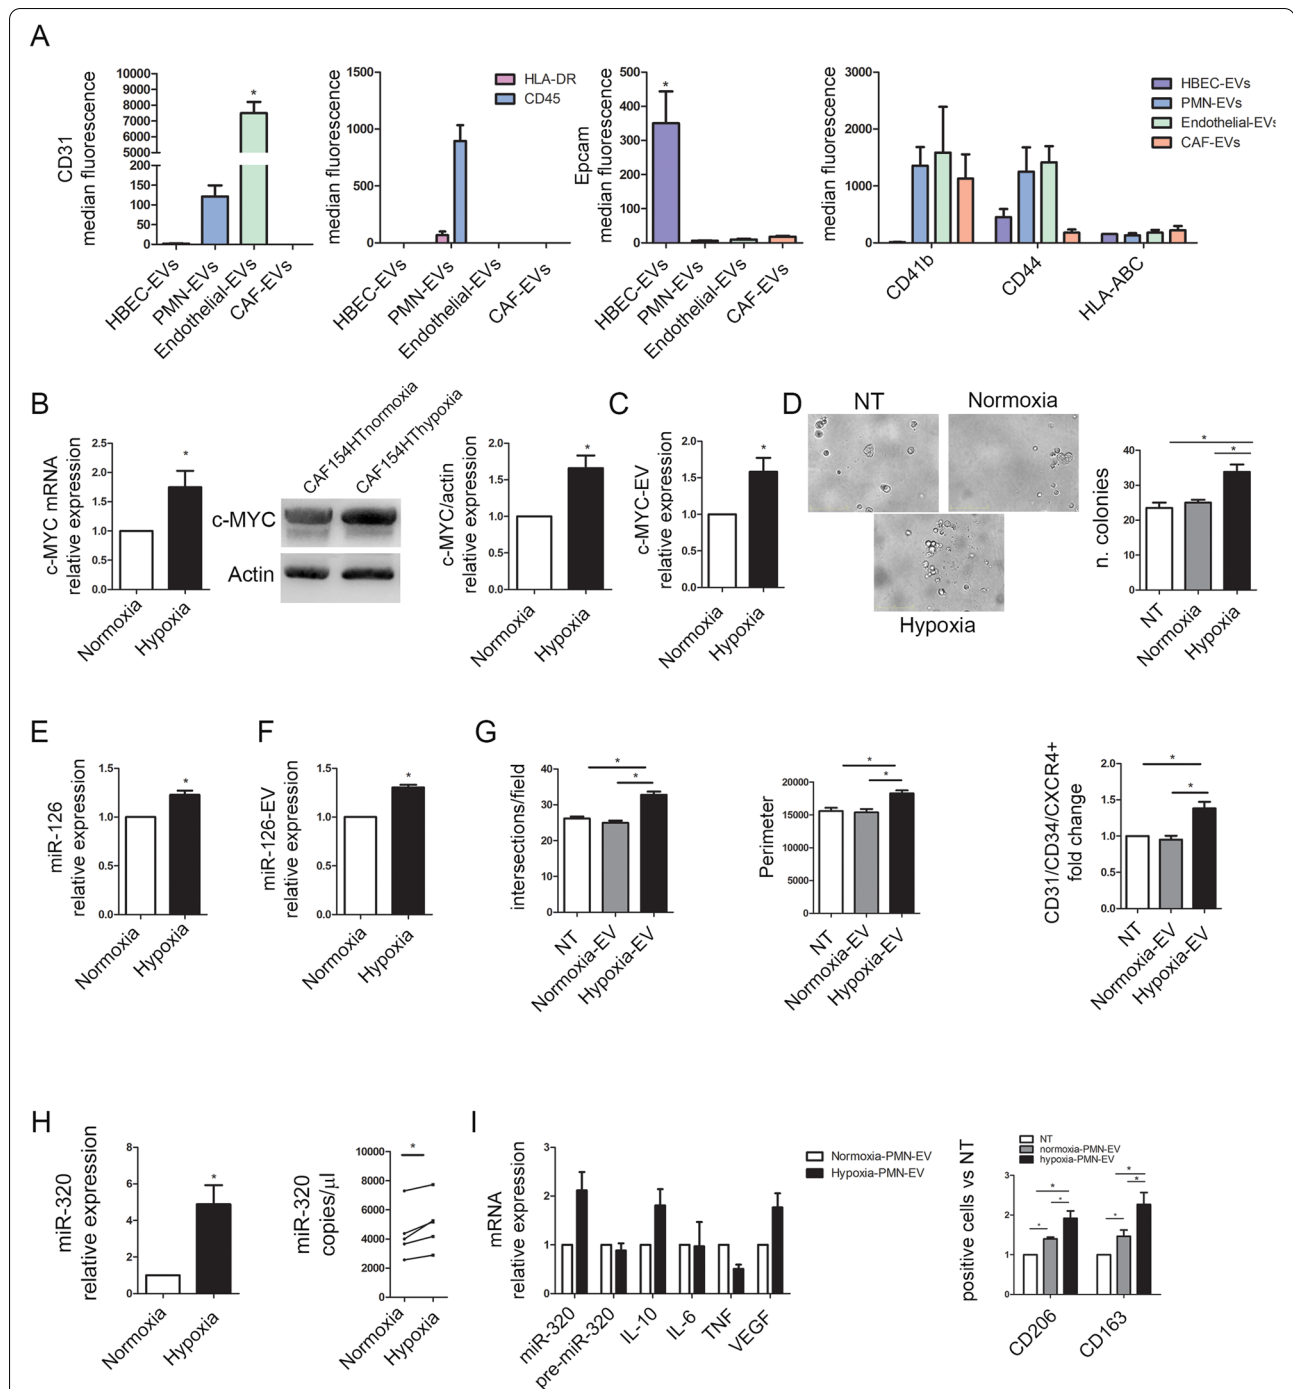 A
CD31
median fluorescence
10000
9000
8000
7000
6000
5000
200
150
100
50
0
HBEC-EVs
PMN-EVs
Endothelial-EVs
CAF-EVs
median fluorescence
1500
1000
500
0
HLA-DR
CD45
HBEC-EVs
PMN-EVs
Endothelial-EVs
CAF-EVs
Epcam
median fluorescence
500
400
300
200
100
0
*
HBEC-EVs
PMN-EVs
Endothelial-EVs
CAF-EVs
median fluorescence
3000
2000
1000
0
HBEC-EVs
PMN-EVs
Endothelial-EVs
CAF-EVs
CD41b
CD44
HLA-ABC
B
c-MYC mRNA
relative expression
2.5
2.0
1.5
1.0
0.5
0.0
*
Normoxia
Hypoxia
CAF154HTnormoxia
CAF154HThypoxia
c-MYC
Actin
c-MYC/actin
relative expression
2.0
1.5
1.0
0.5
0.0
*
Normoxia
Hypoxia
C
c-MYC-EV
relative expression
2.0
1.5
1.0
0.5
0.0
*
Normoxia
Hypoxia
D
NT
Normoxia
Hypoxia
n. colonies
60
40
20
0
*
*
NT
Normoxia
Hypoxia
E
miR-126
relative expression
1.5
1.0
0.5
0.0
*
Normoxia
Hypoxia
F
miR-126-EV
relative expression
1.5
1.0
0.5
0.0
*
Normoxia
Hypoxia
G
intersections/field
40
30
20
10
0
*
*
NT
Normoxia-EV
Hypoxia-EV
Perimeter
20000
15000
10000
5000
0
*
*
NT
Normoxia-EV
Hypoxia-EV
CD31/CD34/CXCR4+
fold change
2.0
1.5
1.0
0.5
0.0
*
*
NT
Normoxia-EV
Hypoxia-EV
H
miR-320
relative expression
8
6
4
2
0
*
Normoxia
Hypoxia
miR-320
copies/µl
10000
8000
6000
4000
2000
0
*
Normoxia
Hypoxia
I
mRNA
relative expression
3
2
1
0
Normoxia-PMN-EV
Hypoxia-PMN-EV
miR-320
pre-miR-320
IL-10
IL-6
TNF
VEGF
positive cells vs NT
NT
normoxia-PMN-EV
hypoxia-PMN-EV
3
2
1
0
*
*
*
*
*
*
CD206
CD163